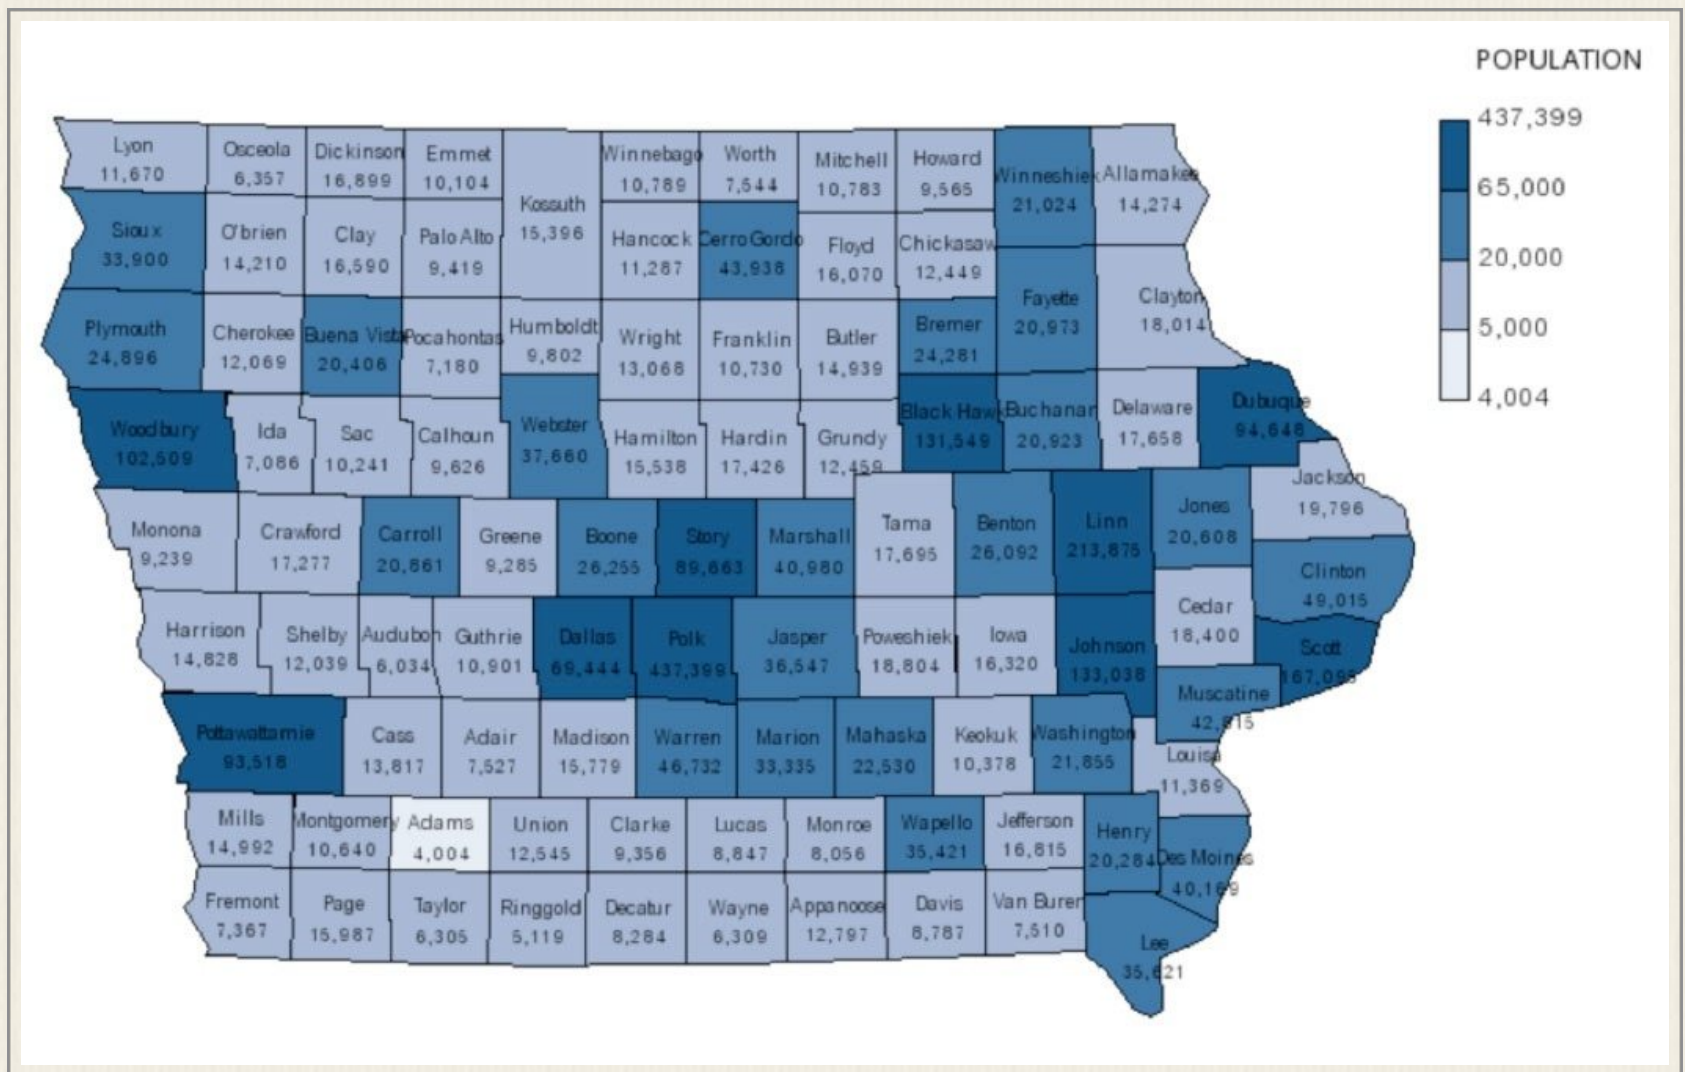 POPULATION
437,399
65,000
20,000
5,000
4,004
Lyon
11,670
Osceola
6,357
Dickinson
16,899
Emmet
10,104
Kossuth
15,396
Winnebago
10,789
Worth
7,544
Mitchell
10,783
Howard
9,565
Winneshiek
21,024
Allamakee
14,274
Sioux
33,900
O'brien
14,210
Clay
16,590
Palo Alto
9,419
Hancock
11,287
Cerro Gordo
43,938
Floyd
16,070
Chickasaw
12,449
Fayette
20,973
Clayton
18,014
Plymouth
24,896
Cherokee
12,069
Buena Vista
20,406
Pocahontas
7,180
Humboldt
9,802
Wright
13,068
Franklin
10,730
Butler
14,939
Bremer
24,281
Woodbury
102,509
Ida
7,086
Sac
10,241
Calhoun
9,626
Webster
37,660
Hamilton
15,538
Hardin
17,426
Grundy
12,459
Black Hawk
131,549
Buchanan
20,923
Delaware
17,658
Dubuque
94,648
Monona
9,239
Crawford
17,277
Carroll
20,861
Greene
9,285
Boone
26,255
Story
89,663
Marshall
40,980
Tama
17,695
Benton
26,092
Linn
213,875
Jones
20,608
Jackson
19,796
Clinton
49,015
Harrison
14,828
Shelby
12,039
Audubon
6,034
Guthrie
10,901
Dallas
69,444
Polk
437,399
Jasper
36,547
Poweshiek
18,804
Iowa
16,320
Johnson
133,038
Cedar
18,400
Scott
Muscatine
Pottawattamie
93,518
Cass
13,817
Adair
7,527
Madison
15,779
Warren
46,732
Marion
33,335
Mahaska
22,530
Keokuk
10,378
Washington
21,855
Louisa
11,369
Mills
14,992
Montgomery
10,640
Adams
4,004
Union
12,545
Clarke
9,356
Lucas
8,847
Monroe
8,056
Wapello
35,421
Jefferson
16,815
Henry
20,284
Des Moines
Fremont
7,367
Page
15,987
Taylor
6,305
Ringgold
5,119
Decatur
8,284
Wayne
6,309
Appanoose
12,797
Davis
8,787
Van Buren
7,510
Lee
35,621